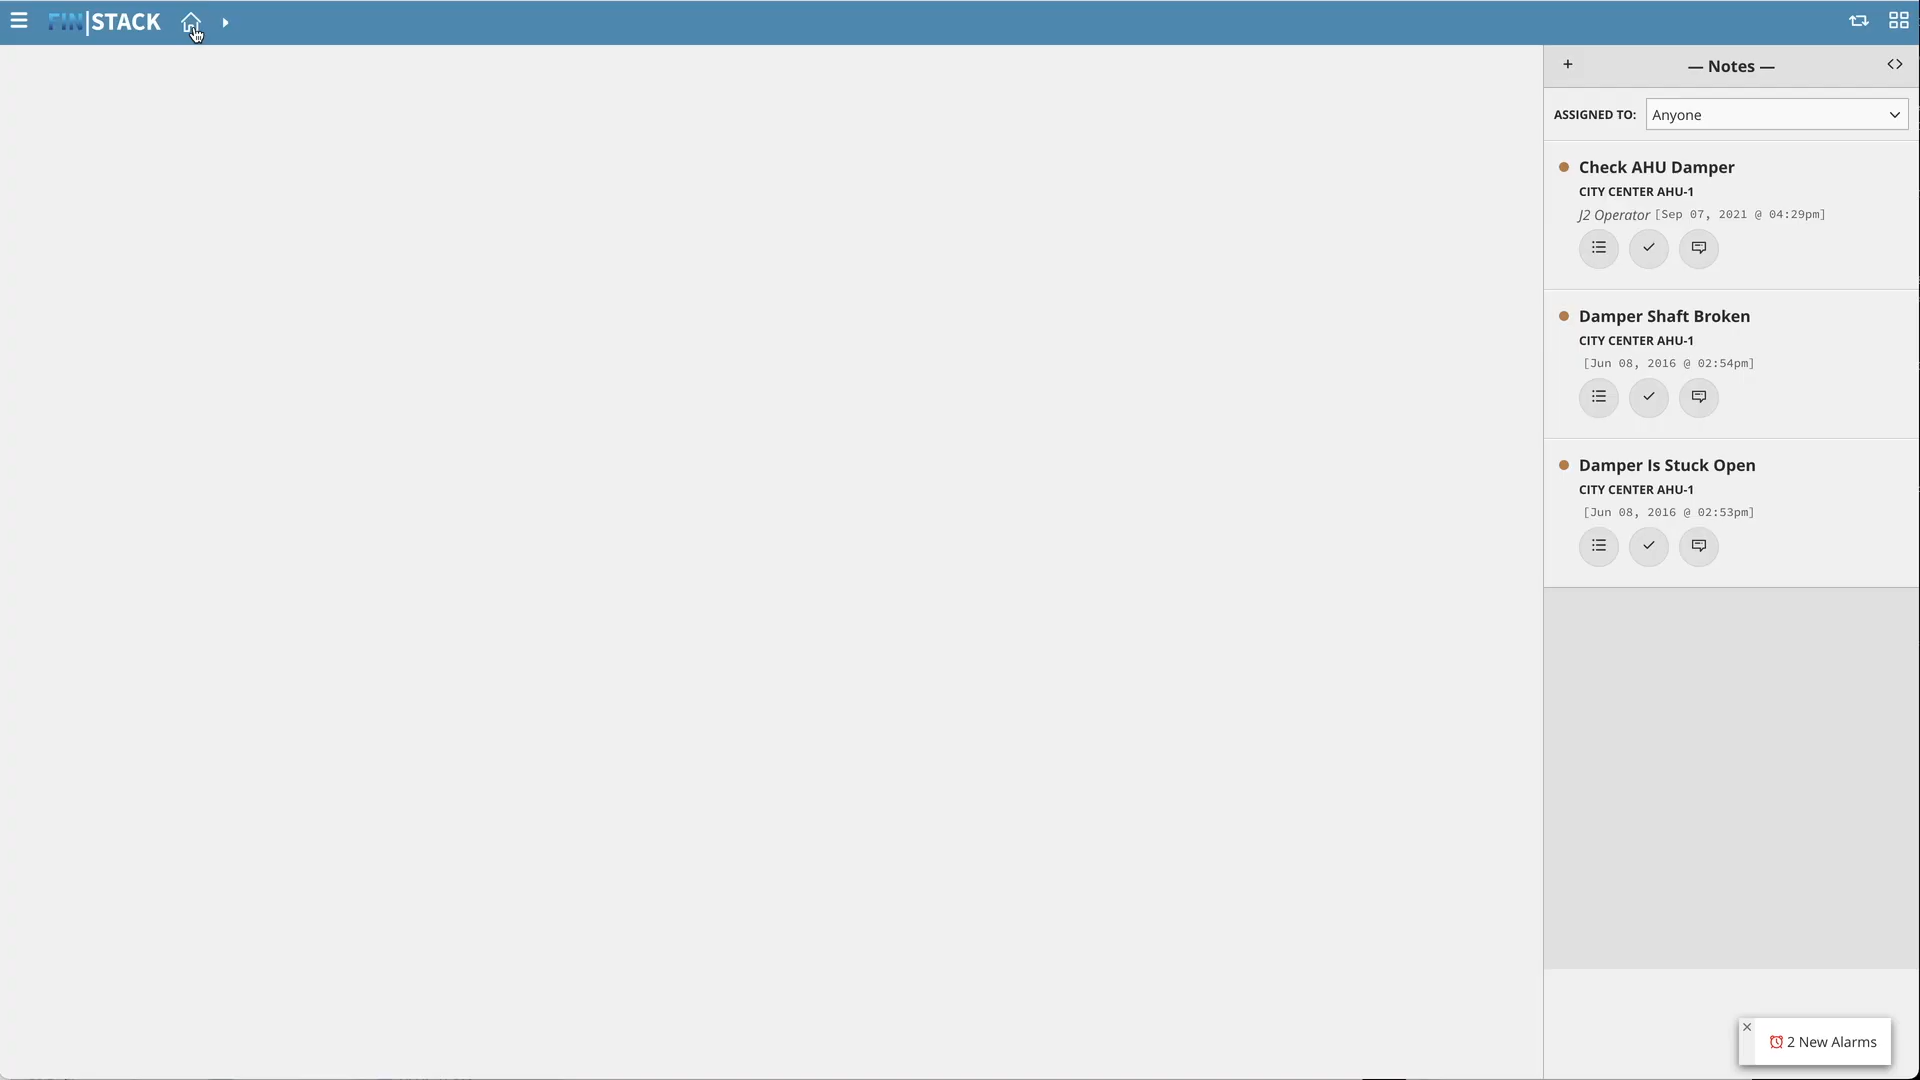 FIN|STACK
— Notes —
ASSIGNED TO: Anyone
Check AHU Damper
CITY CENTER AHU-1
J2 Operator [Sep 07, 2021 @ 04:29pm]
Damper Shaft Broken
CITY CENTER AHU-1
[Jun 08, 2016 @ 02:54pm]
Damper Is Stuck Open
CITY CENTER AHU-1
[Jun 08, 2016 @ 02:53pm]
2 New Alarms